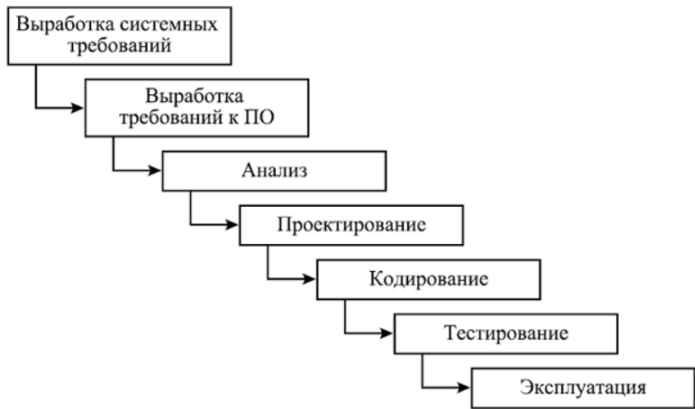 Выработка системных
требований
Выработка
требований к ПО
Анализ
Проектирование
Кодирование
Тестирование
Эксплуатация